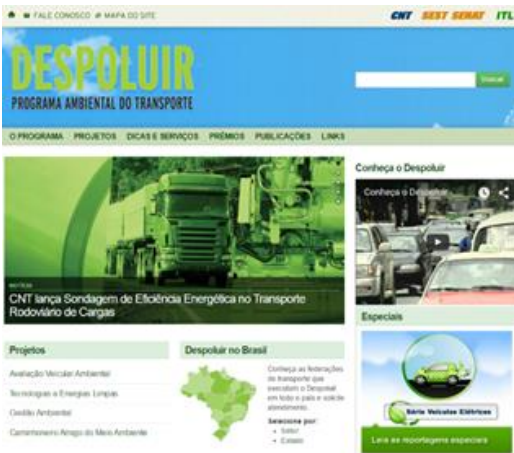 FALE CONOSCO MAPA DO SITE
CNT SEST SENAT ITL
DESPOLUIR
PROGRAMA AMBIENTAL DO TRANSPORTE
Buscar
O PROGRAMA PROJETOS DICAS E SERVIÇOS PRÊMIOS PUBLICAÇÕES LINKS
Conheça o Despoluir
Conheça o Despoluir
NOTÍCIA
CNT lança Sondagem de Eficiência Energética no Transporte
Rodoviário de Cargas
Especiais
Projetos
Avaliação Veicular Ambiental
Tecnologias e Energias Limpas
Gestão Ambiental
Caminhoneiro Amigo do Meio Ambiente
Despoluir no Brasil
Conheça as federações
de transporte que
executam o Despoluir
em todo o país e solicite
atendimento.
Selecione por:
Setor
Estado
Série Veículos Elétricos
Leia as reportagens especiais